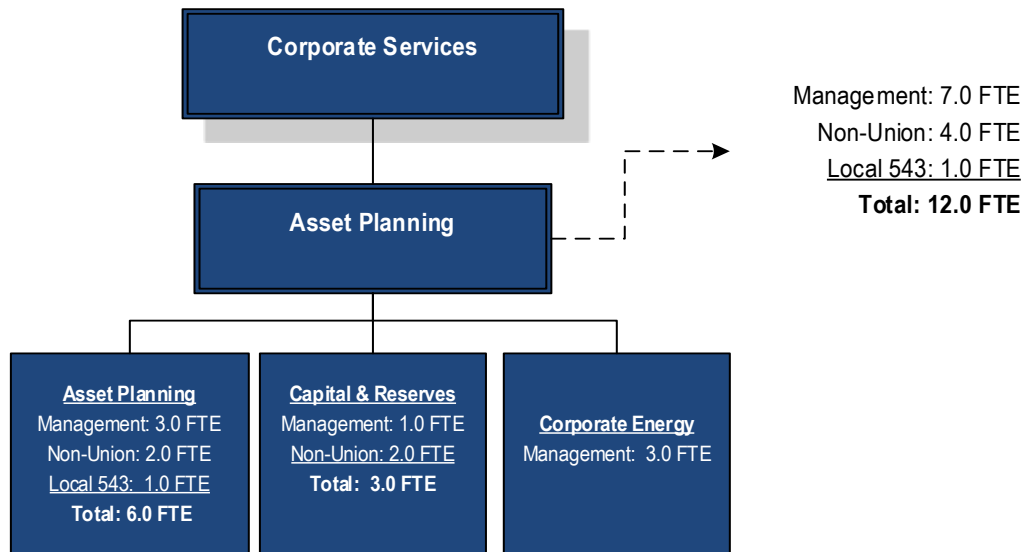 Corporate Services
Management: 7.0 FTE
Non-Union: 4.0 FTE
Local 543: 1.0 FTE
Total: 12.0 FTE
Asset Planning
Asset Planning
Management: 3.0 FTE
Non-Union: 2.0 FTE
Local 543: 1.0 FTE
Total: 6.0 FTE
Capital & Reserves
Management: 1.0 FTE
Non-Union: 2.0 FTE
Total: 3.0 FTE
Corporate Energy
Management: 3.0 FTE